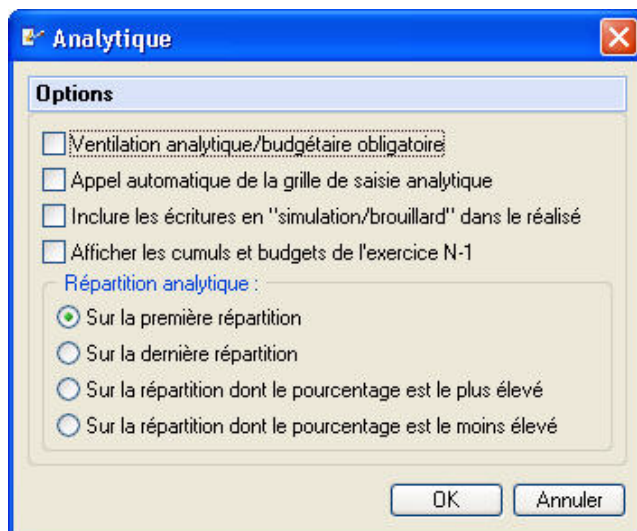 Analytique
Options
Ventilation analytique/budgétaire obligatoire
Appel automatique de la grille de saisie analytique
Inclure les écritures en "simulation/brouillard" dans le réalisé
Afficher les cumuls et budgets de l'exercice N-1
Répartition analytique :
Sur la première répartition
Sur la dernière répartition
Sur la répartition dont le pourcentage est le plus élevé
Sur la répartition dont le pourcentage est le moins élevé
OK Annuler